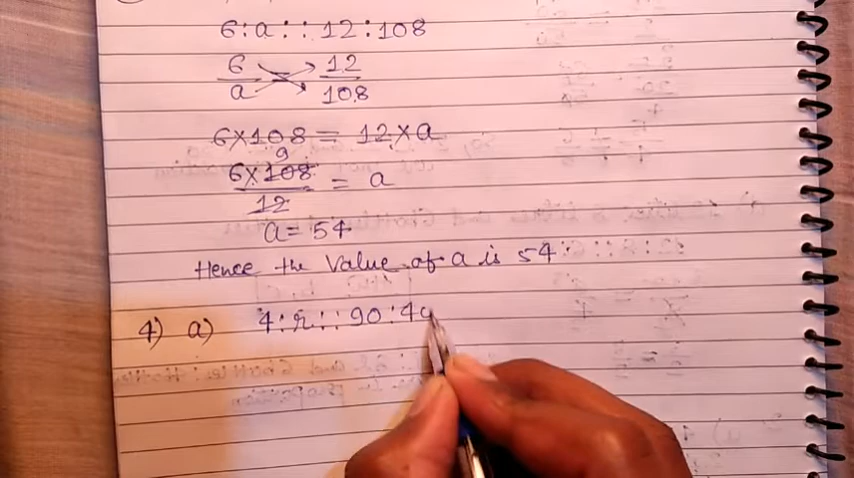 6:a::12:108
6 12
a 108
6×108 = 12×a
9
6×108 = a
12
a = 54
Hence the value of a is 54.
4) a) 4:r::90:4